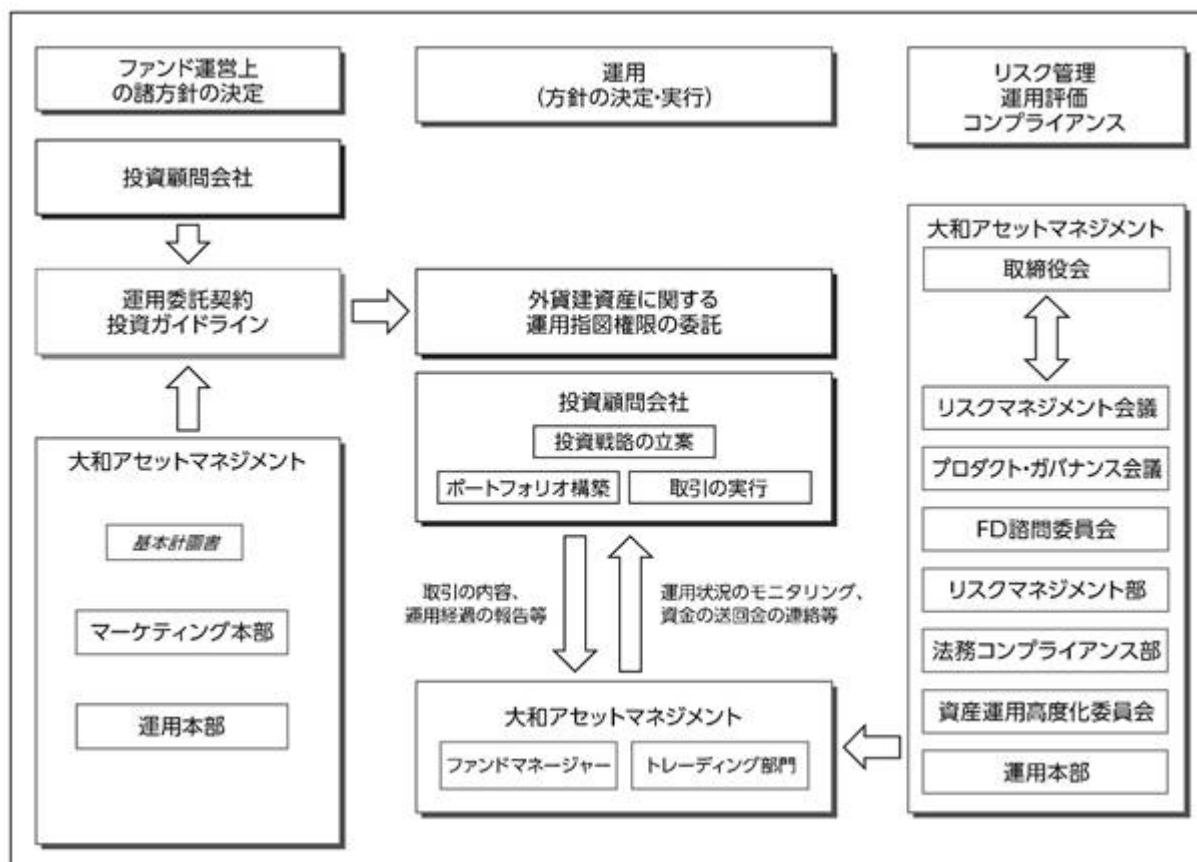 ファンド運営上
の諸方針の決定
運用
(方針の決定・実行)
リスク管理
運用評価
コンプライアンス
投資顧問会社
運用委託契約
投資ガイドライン
大和アセットマネジメント
基本計画書
マーケティング本部
運用本部
外貨建資産に関する
運用指図権限の委託
投資顧問会社
投資戦略の立案
ポートフォリオ構築
取引の実行
取引の内容、
運用経過の報告等
運用状況のモニタリング、
資金の送回金の連絡等
大和アセットマネジメント
ファンドマネージャー
トレーディング部門
大和アセットマネジメント
取締役会
リスクマネジメント会議
プロダクト・ガバナンス会議
FD諮問委員会
リスクマネジメント部
法務コンプライアンス部
資産運用高度化委員会
運用本部